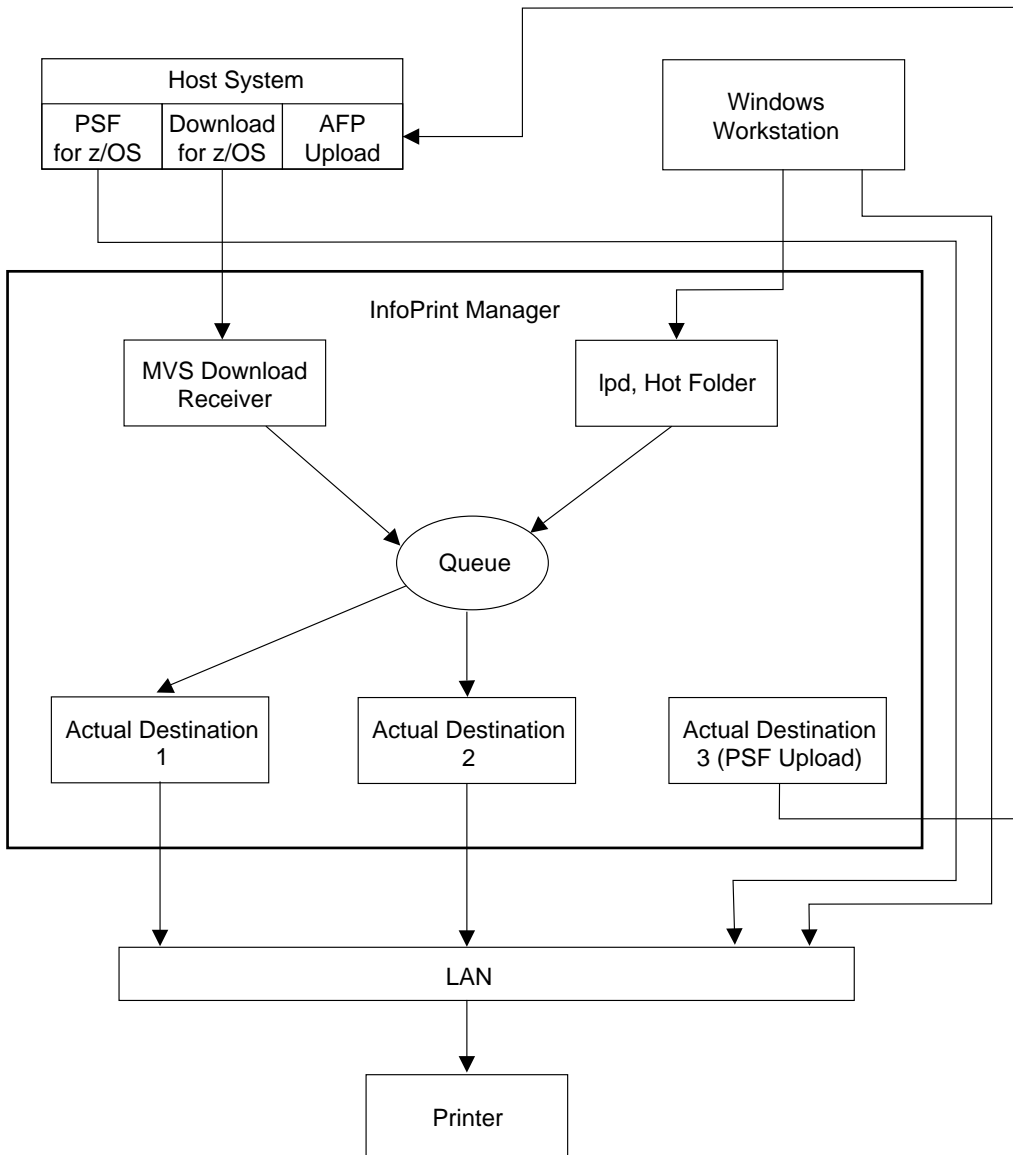 Host System
PSF
for z/OS
Download
for z/OS
AFP
Upload
Windows
Workstation
InfoPrint Manager
MVS Download
Receiver
lpd, Hot Folder
Queue
Actual Destination
1
Actual Destination
2
Actual Destination
3 (PSF Upload)
LAN
Printer